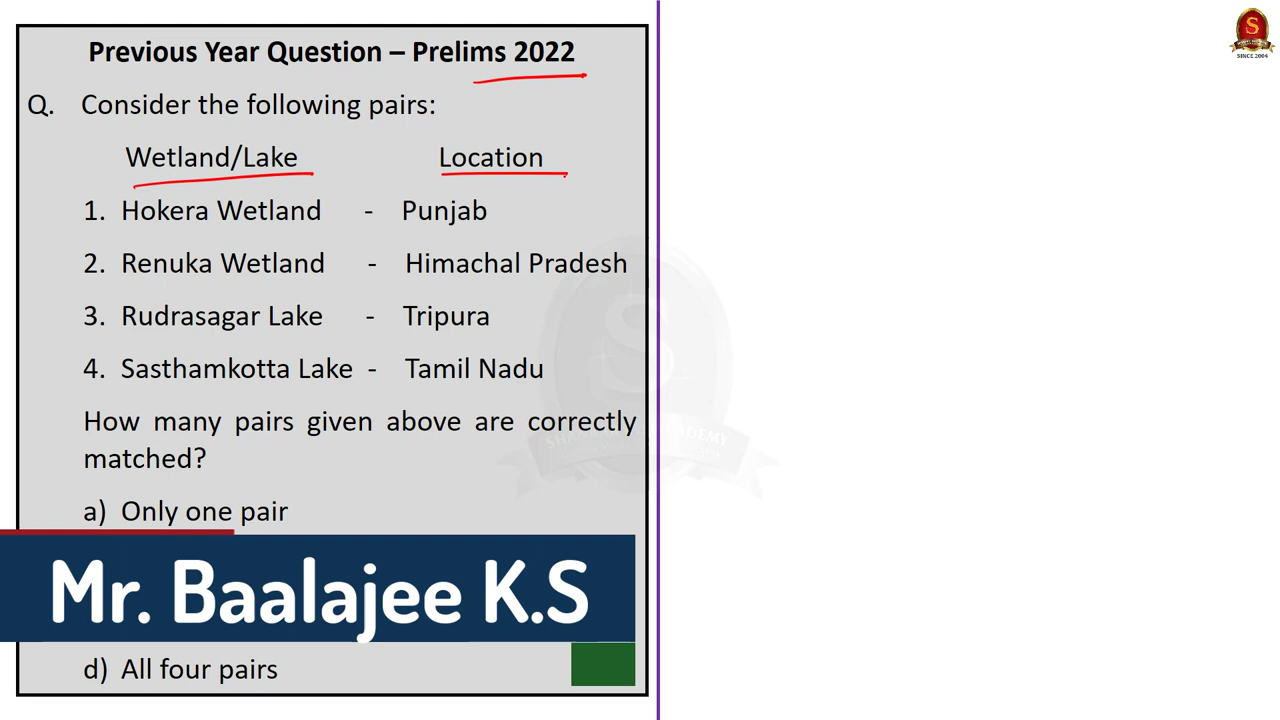 Previous Year Question – Prelims 2022
Q. Consider the following pairs:
Wetland/Lake Location
1. Hokera Wetland - Punjab
2. Renuka Wetland - Himachal Pradesh
3. Rudrasagar Lake - Tripura
4. Sasthamkotta Lake - Tamil Nadu
How many pairs given above are correctly
matched?
a) Only one pair
Mr. Baalajee K.S
d) All four pairs
S
SINCE 2004